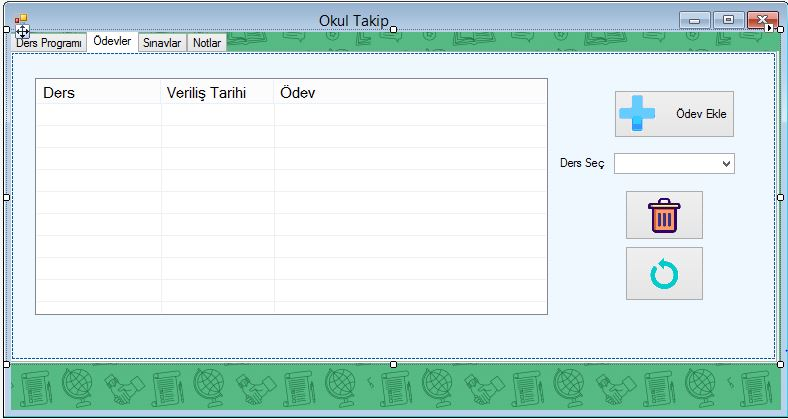 Okul Takip
Ders Programı Ödevler Sınavlar Notlar
Ders Veriliş Tarihi Ödev
Ödev Ekle
Ders Seç